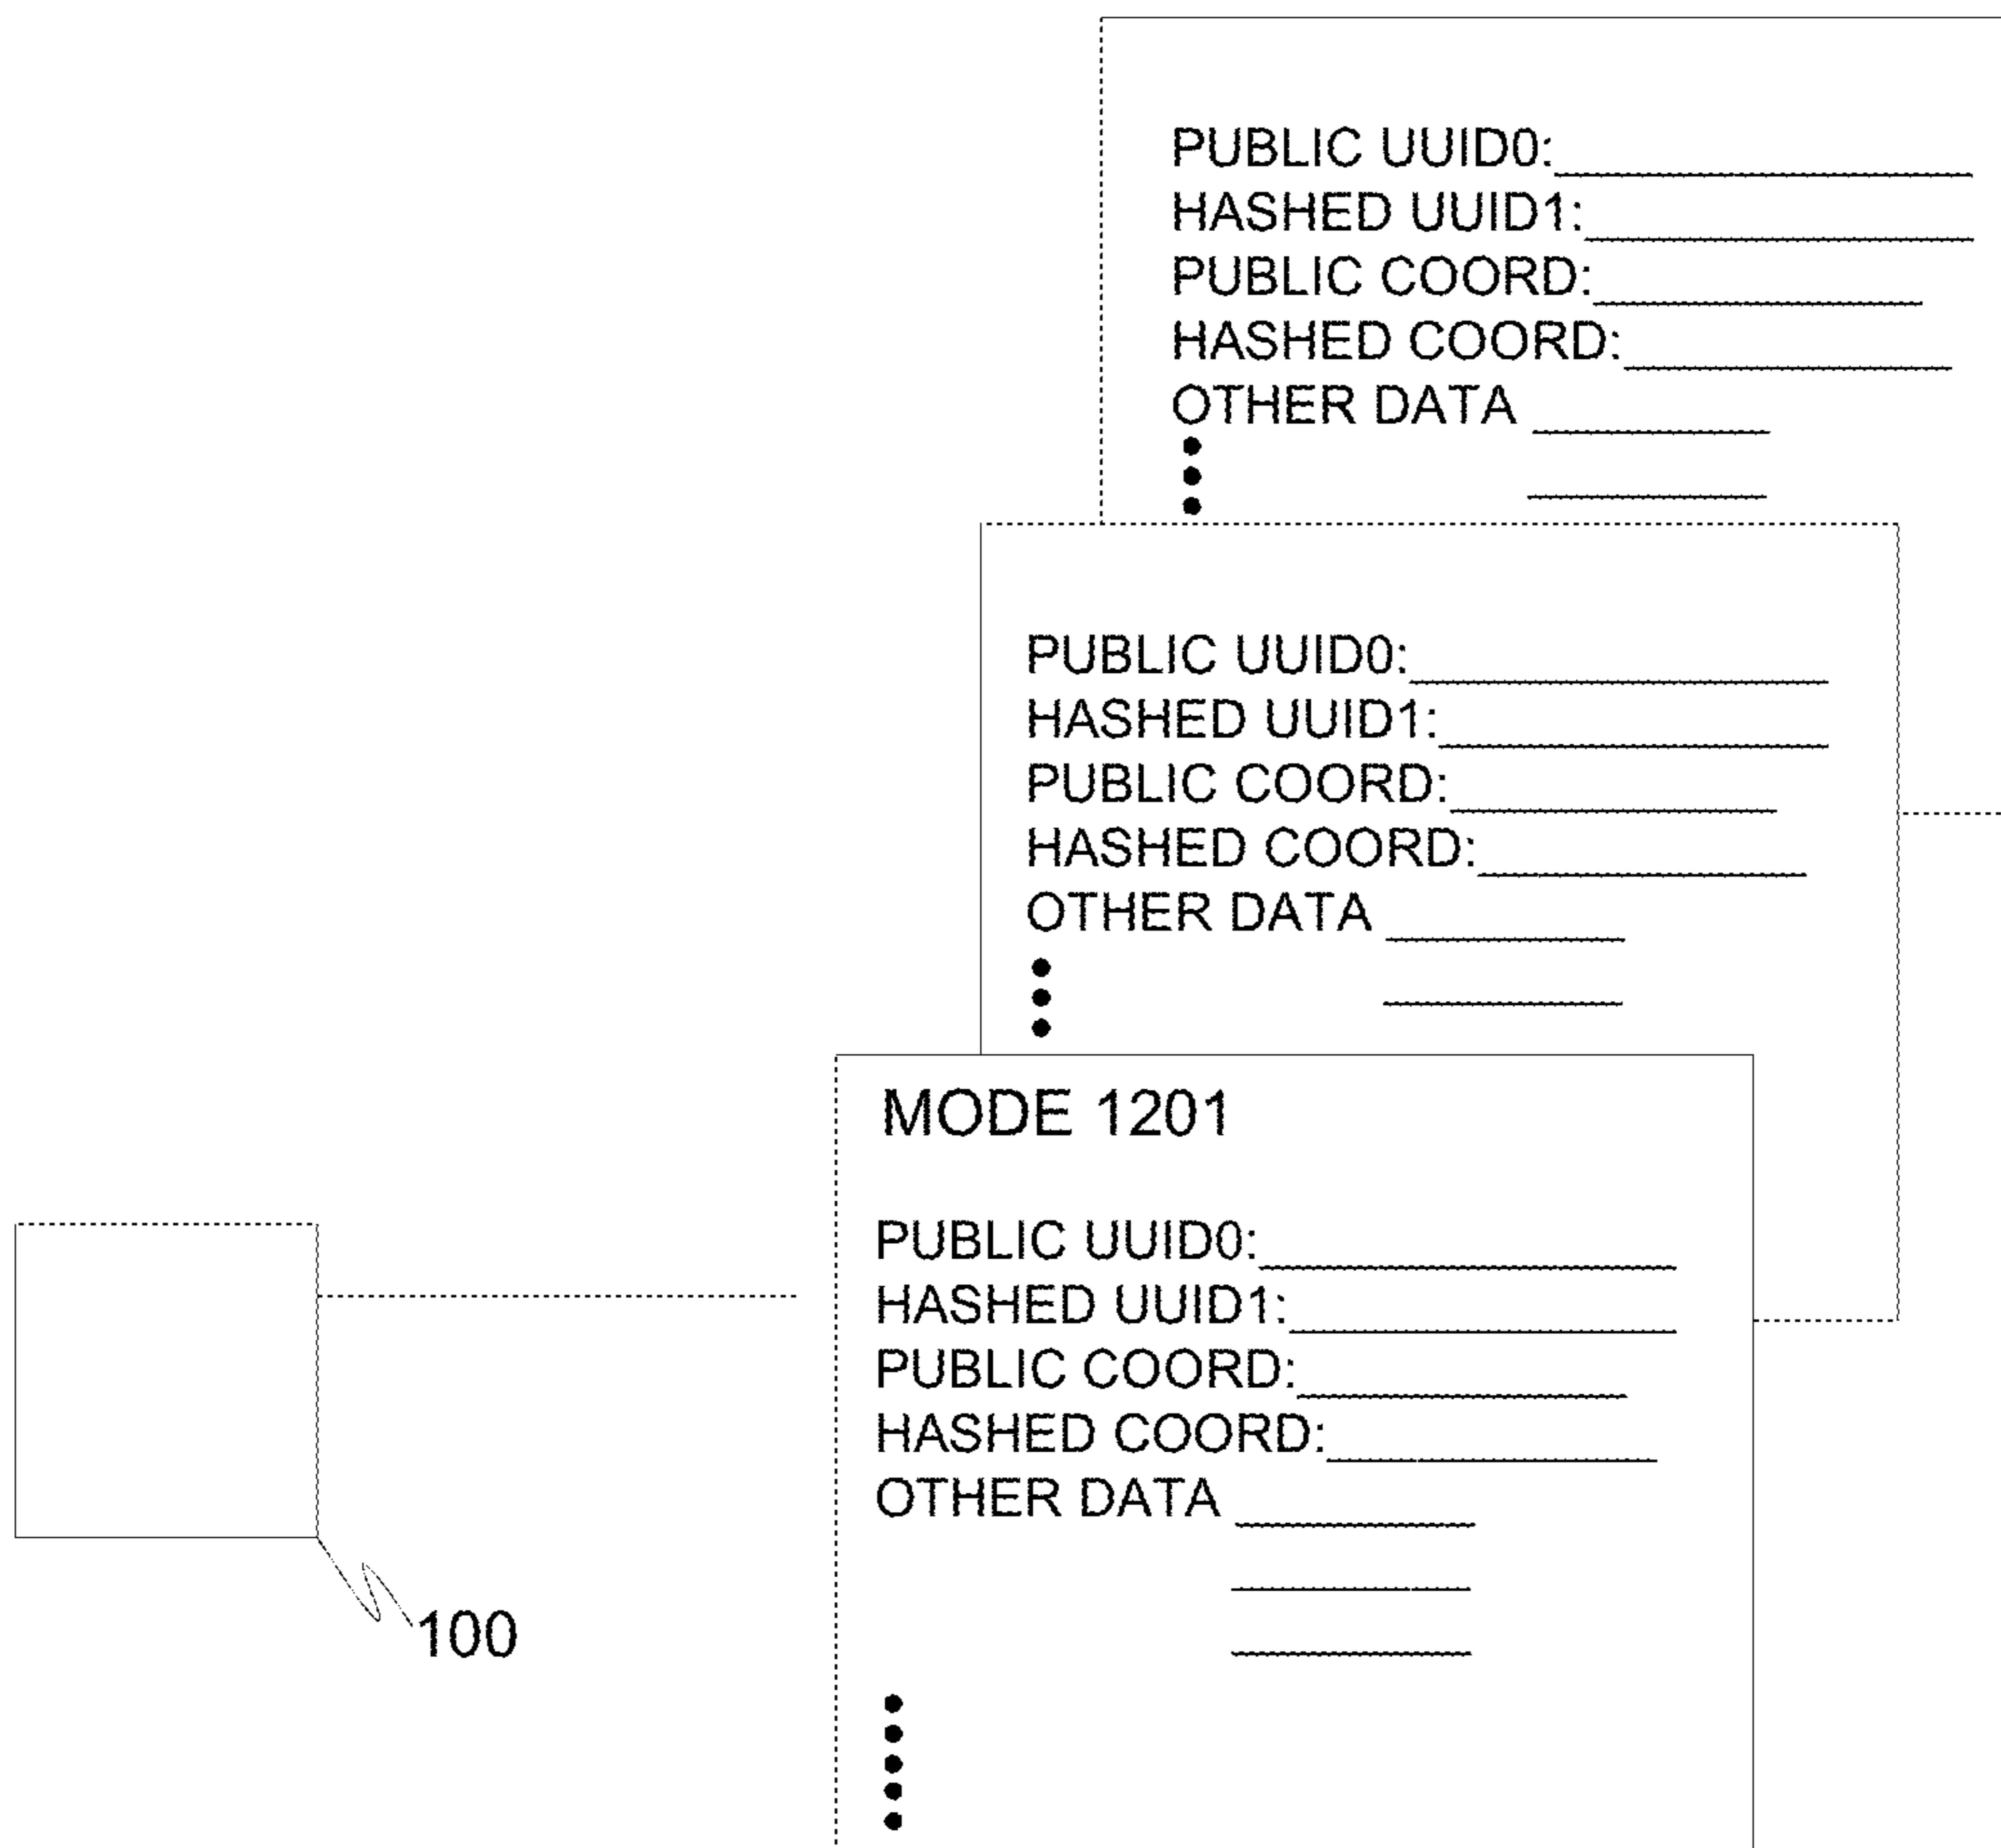 PUBLIC UUID0:
HASHED UUID1:
PUBLIC COORD:
HASHED COORD:
OTHER DATA
PUBLIC UUID0:
HASHED UUID1:
PUBLIC COORD:
HASHED COORD:
OTHER DATA
MODE 1201
PUBLIC UUID0:
HASHED UUID1:
PUBLIC COORD:
HASHED COORD:
OTHER DATA
100